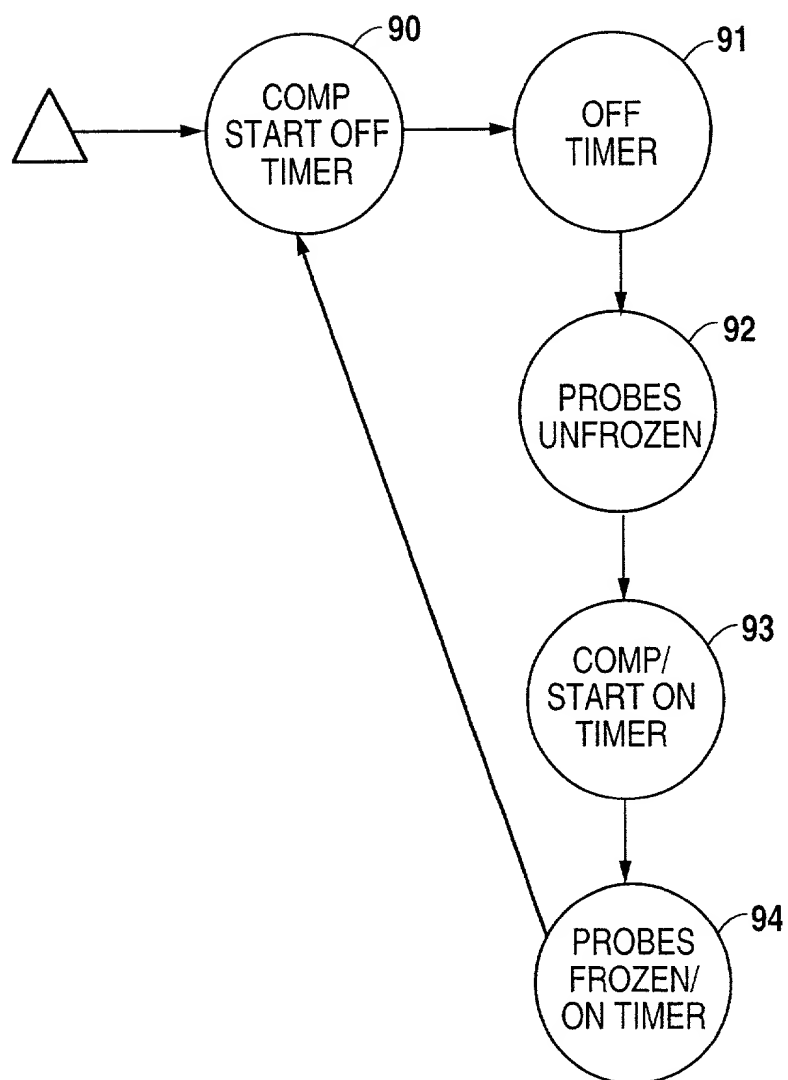 90
COMP
START OFF
TIMER
91
OFF
TIMER
92
PROBES
UNFROZEN
93
COMP/
START ON
TIMER
94
PROBES
FROZEN/
ON TIMER